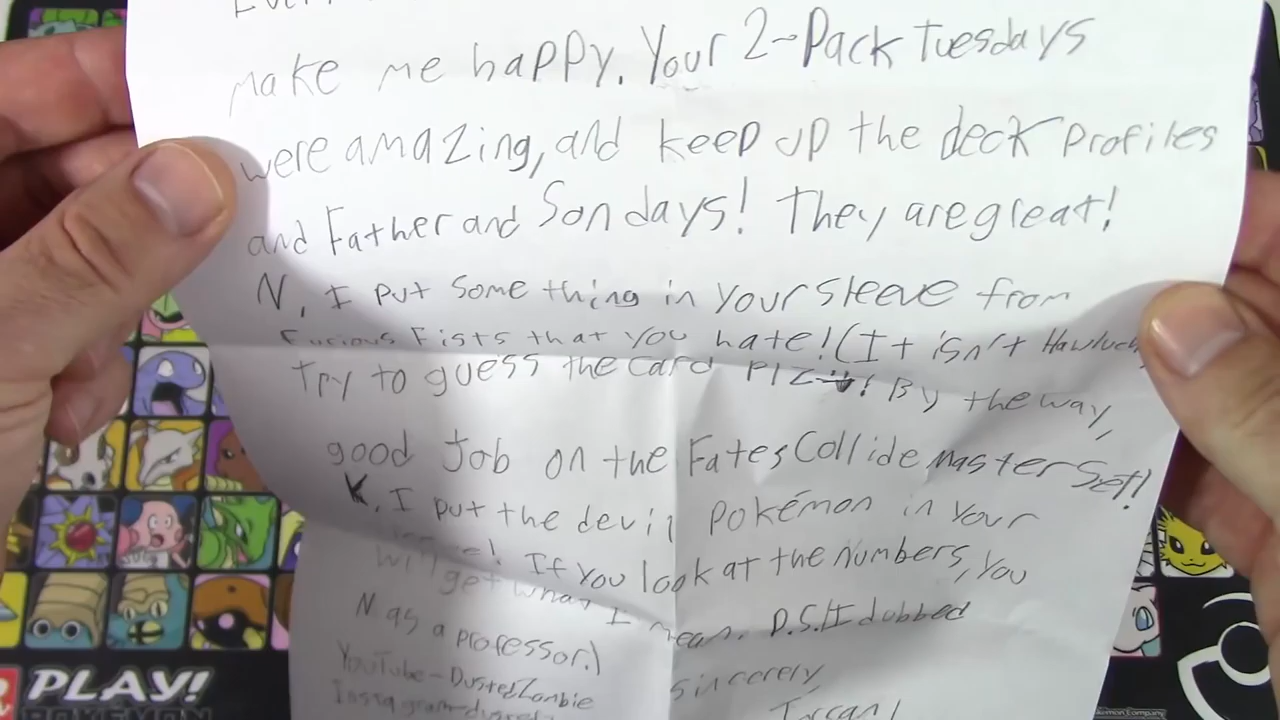 make me happy. Your 2-Pack Tuesdays
were amazing, and keep up the deck profiles
and Father and Son days! They are great!
N, I put something in your sleeve from
Furious Fists that you hate! (It isn't Hawlucha
Try to guess the card plz! By the way,
good Job on the Fates Collide master Set!
K, I put the devil pokémon in your
If you look at the numbers, you
will get what I mean. P.S. (I dubbed
N as a professor.)
sincerely
YouTube-DustedZombie
Instagram-
PLAY!
POKÉMON